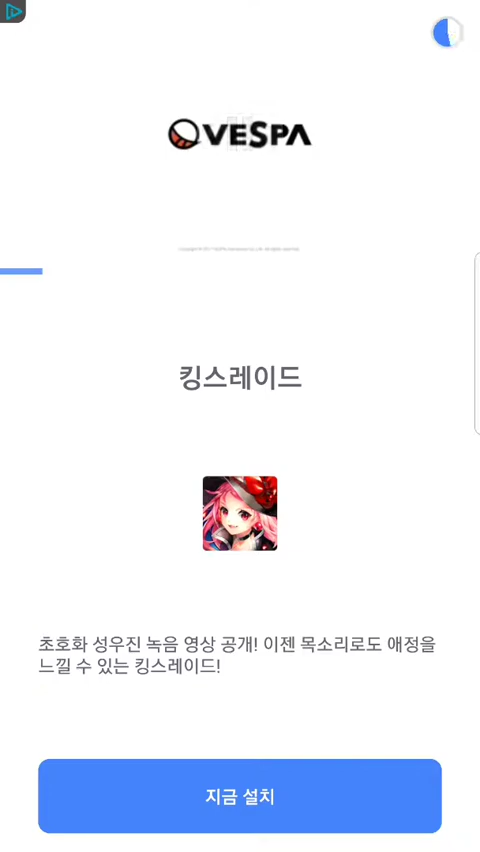 VESPA
킹스레이드
초호화 성우진 녹음 영상 공개! 이젠 목소리로도 애정을
느낄 수 있는 킹스레이드!
지금 설치